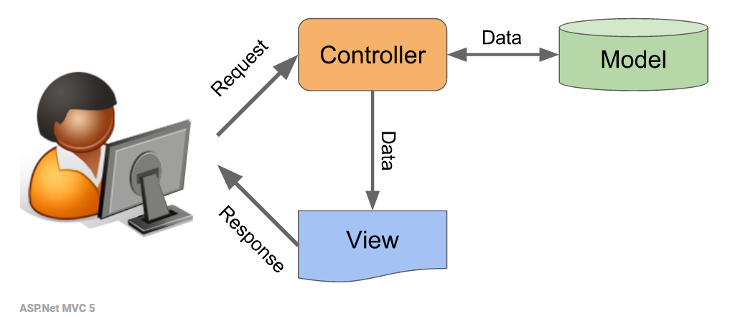 Request
Controller
Data
Model
Data
View
Response
ASP.Net MVC 5